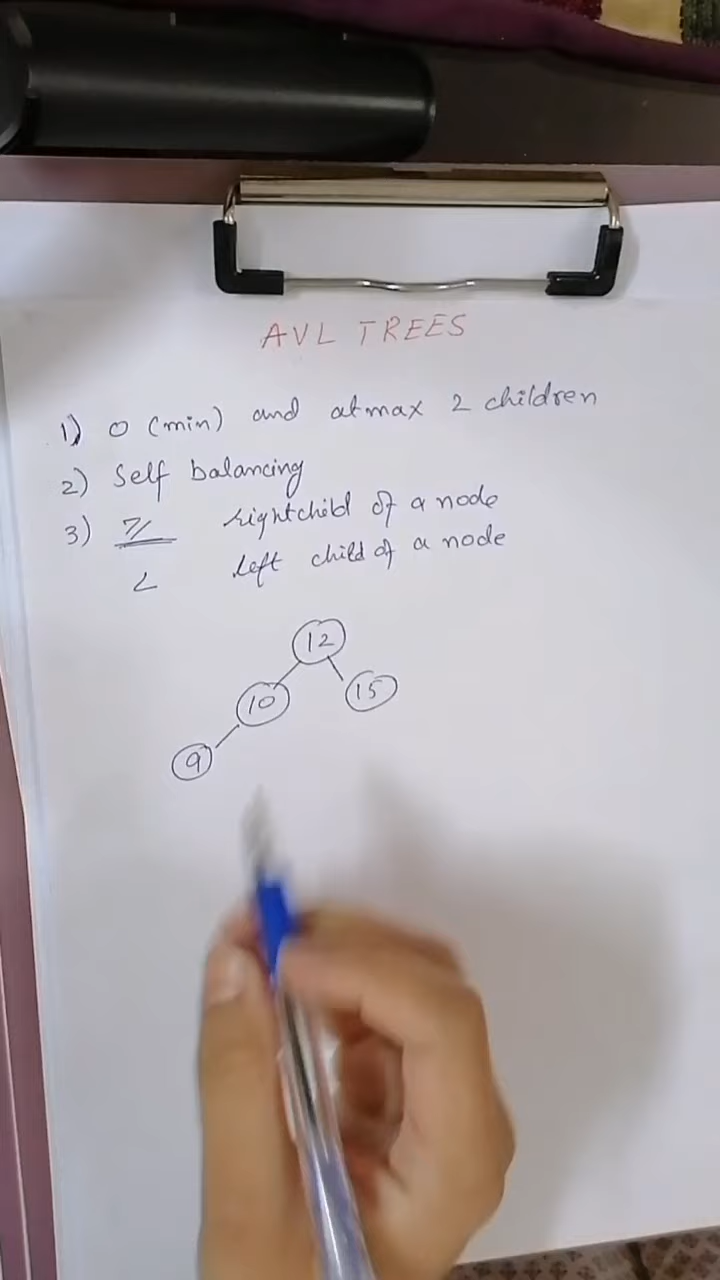 AVL TREES
1) 0 (min) and atmax 2 children
2) Self balancing
3) ≥ rightchild of a node
< left child of a node
12
10 15
9